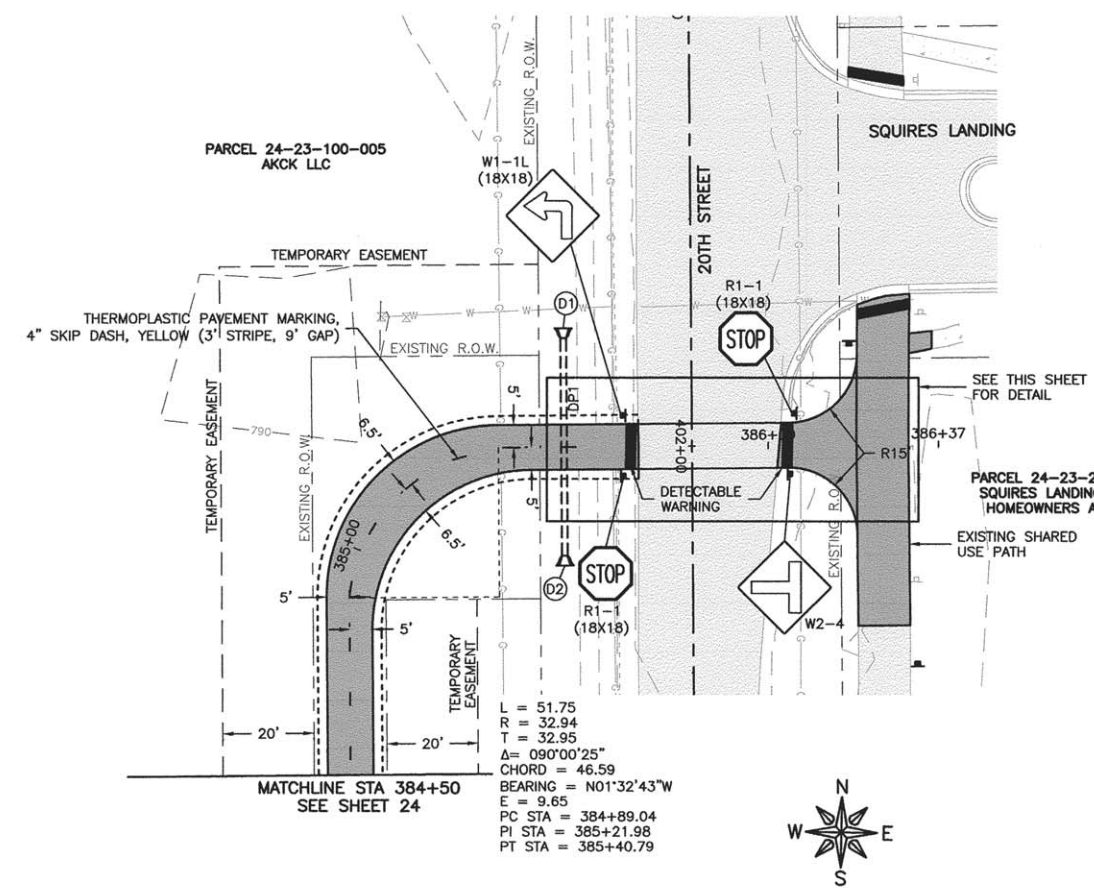 EXISTING R.O.W.
SQUIRES LANDING
PARCEL 24-23-100-005
AKCK LLC
W1-1L
(18X18)
20TH STREET
TEMPORARY EASEMENT
R1-1
(18X18)
STOP
D1
THERMOPLASTIC PAVEMENT MARKING,
4" SKIP DASH, YELLOW (3' STRIPE, 9' GAP)
EXISTING R.O.W.
TEMPORARY EASEMENT
790
5'
DP1
SEE THIS SHEET
FOR DETAIL
6.5'
402+00
386+
386+37
R15'
EXISTING R.O.W.
6.5'
5'
DETECTABLE
WARNING
PARCEL 24-23-2
SQUIRES LANDING
HOMEOWNERS A
EXISTING R.O
385+00
EXISTING SHARED
USE PATH
STOP
D2
5'
R1-1
(18X18)
W2-4
5'
TEMPORARY
EASEMENT
20'
20'
L = 51.75
R = 32.94
T = 32.95
Δ= 090°00'25"
CHORD = 46.59
BEARING = N01°32'43"W
E = 9.65
PC STA = 384+89.04
PI STA = 385+21.98
PT STA = 385+40.79
MATCHLINE STA 384+50
SEE SHEET 24
N
W
E
S